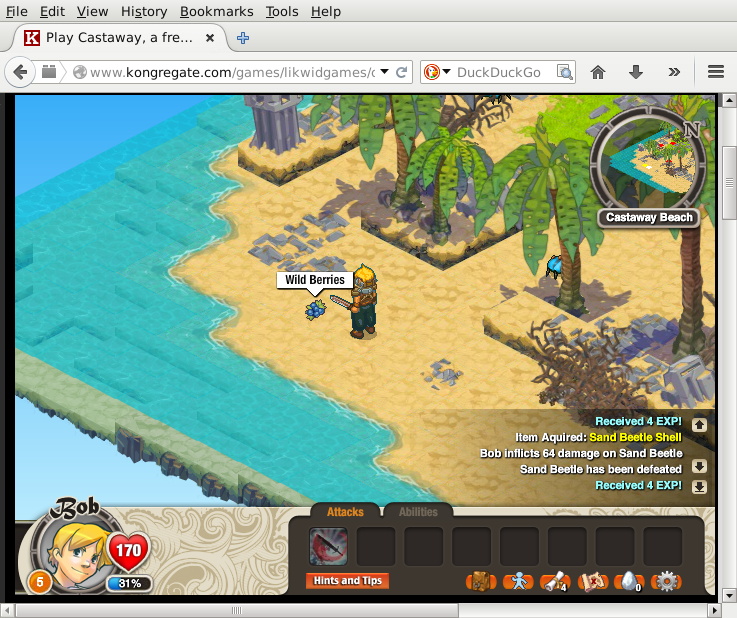 File Edit View History Bookmarks Tools Help
K Play Castaway, a fre...
www.kongregate.com/games/likwidgames/c
DuckDuckGo
N
Castaway Beach
Wild Berries
Received 4 EXP!
Item Aquired: Sand Beetle Shell
Bob inflicts 64 damage on Sand Beetle
Sand Beetle has been defeated
Received 4 EXP!
Bob
Attacks Abilities
170
5
31%
Hints and Tips
4
0